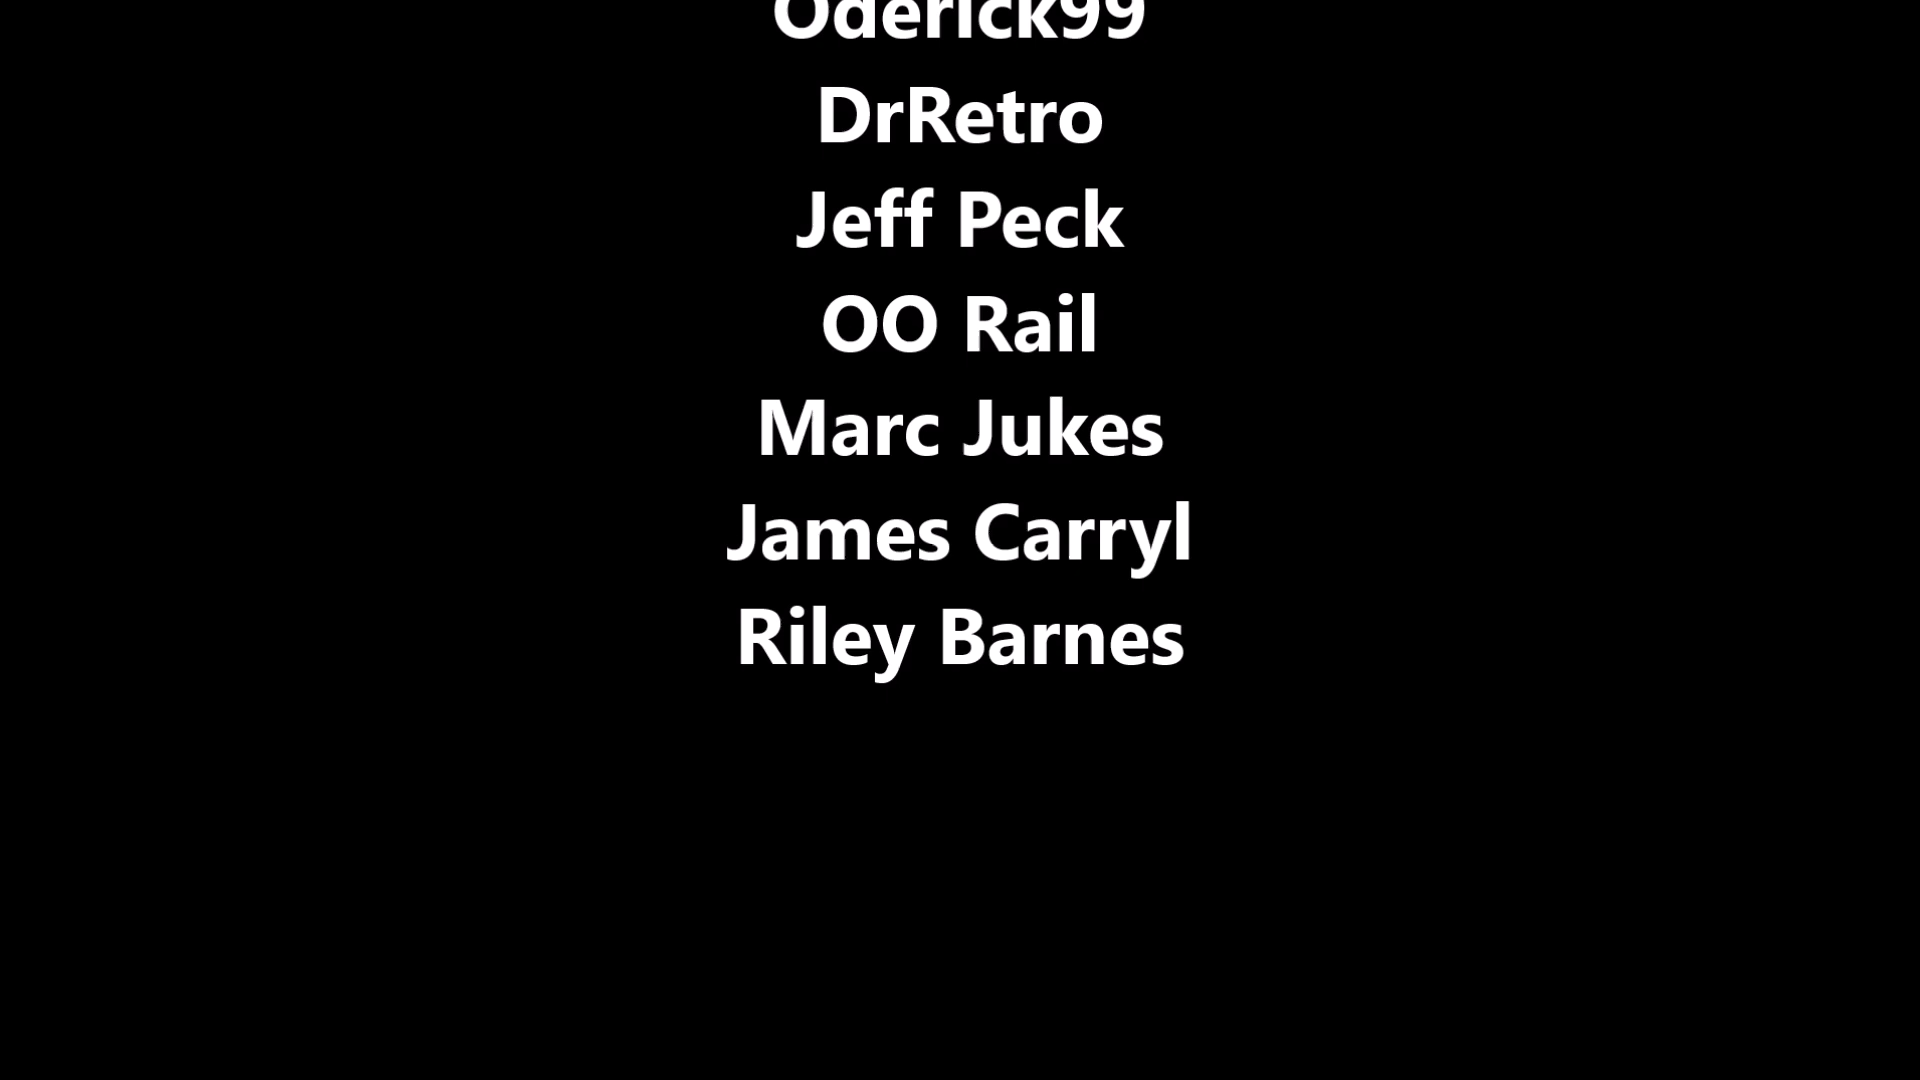 Oderick99
DrRetro
Jeff Peck
OO Rail
Marc Jukes
James Carryl
Riley Barnes